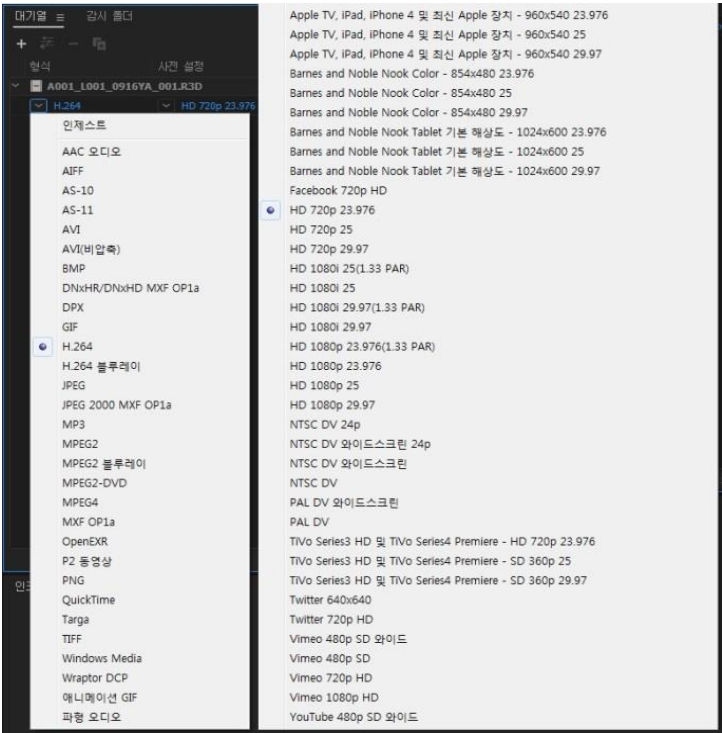 대기열
감시 폴더
형식
사전 설정
A001_L001_0916YA_001.R3D
H.264
HD 720p 23.976
인제스트
AAC 오디오
AIFF
AS-10
AS-11
AVI
AVI(비압축)
BMP
DNxHR/DNxHD MXF OP1a
DPX
GIF
H.264
H.264 블루레이
JPEG
JPEG 2000 MXF OP1a
MP3
MPEG2
MPEG2 블루레이
MPEG2-DVD
MPEG4
MXF OP1a
OpenEXR
P2 동영상
PNG
QuickTime
Targa
TIFF
Windows Media
Wraptor DCP
애니메이션 GIF
파형 오디오
Apple TV, iPad, iPhone 4 및 최신 Apple 장치 - 960x540 23.976
Apple TV, iPad, iPhone 4 및 최신 Apple 장치 - 960x540 25
Apple TV, iPad, iPhone 4 및 최신 Apple 장치 - 960x540 29.97
Barnes and Noble Nook Color - 854x480 23.976
Barnes and Noble Nook Color - 854x480 25
Barnes and Noble Nook Color - 854x480 29.97
Barnes and Noble Nook Tablet 기본 해상도 - 1024x600 23.976
Barnes and Noble Nook Tablet 기본 해상도 - 1024x600 25
Barnes and Noble Nook Tablet 기본 해상도 - 1024x600 29.97
Facebook 720p HD
HD 720p 23.976
HD 720p 25
HD 720p 29.97
HD 1080i 25(1.33 PAR)
HD 1080i 25
HD 1080i 29.97(1.33 PAR)
HD 1080i 29.97
HD 1080p 23.976(1.33 PAR)
HD 1080p 23.976
HD 1080p 25
HD 1080p 29.97
NTSC DV 24p
NTSC DV 와이드스크린 24p
NTSC DV 와이드스크린
NTSC DV
PAL DV 와이드스크린
PAL DV
TiVo Series3 HD 및 TiVo Series4 Premiere - HD 720p 23.976
TiVo Series3 HD 및 TiVo Series4 Premiere - SD 360p 25
TiVo Series3 HD 및 TiVo Series4 Premiere - SD 360p 29.97
Twitter 640x640
Twitter 720p HD
Vimeo 480p SD 와이드
Vimeo 480p SD
Vimeo 720p HD
Vimeo 1080p HD
YouTube 480p SD 와이드